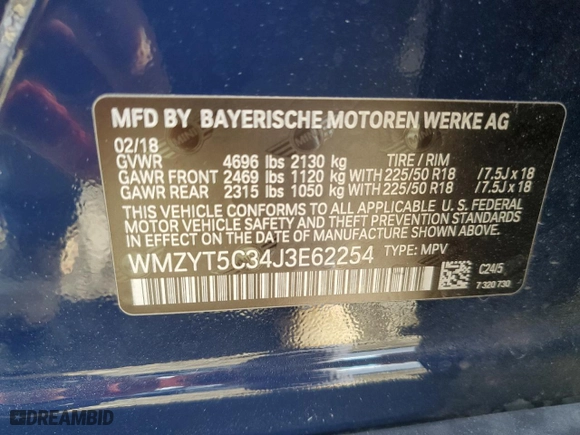 MFD BY BAYERISCHE MOTOREN WERKE AG
02/18
GVWR 4696 lbs 2130 kg TIRE / RIM
GAWR FRONT 2469 lbs 1120 kg WITH 225/50 R18 /7.5J x 18
GAWR REAR 2315 lbs 1050 kg WITH 225/50 R18 /7.5J x 18
THIS VEHICLE CONFORMS TO ALL APPLICABLE U. S. FEDERAL
MOTOR VEHICLE SAFETY AND THEFT PREVENTION STANDARDS
IN EFFECT ON THE DATE OF MANUFACTURE SHOWN ABOVE.
WMZYT5C34J3E62254 TYPE: MPV
C24/5
7 320 730
DREAMBID